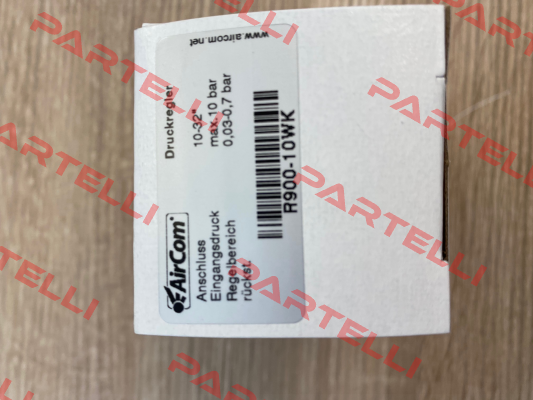 AirCom®
Druckregler
Anschluss 10-32"
Eingangsdruck max. 10 bar
Regelbereich 0,03-0,7 bar
rückst.
R900-10WK
www.aircom.net
PARTELLI
PARTELLI
PARTELLI
PARTELLI
PARTELLI
PARTELLI